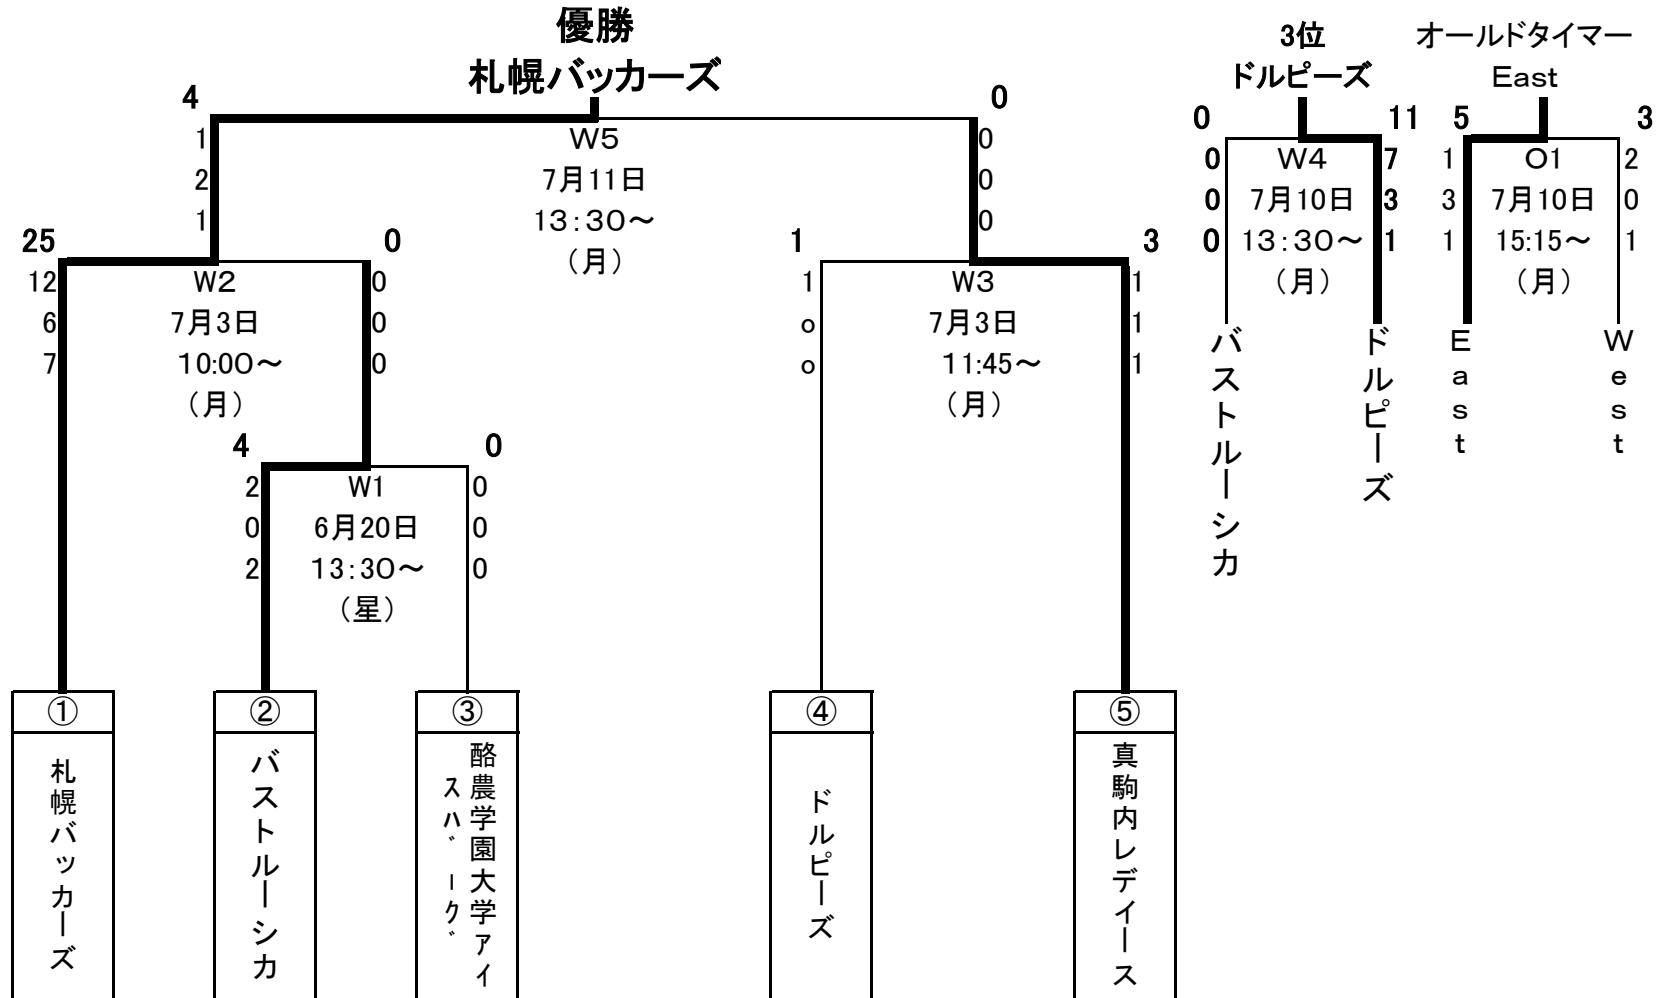 優勝
札幌バッカーズ
4
0
1
2
1
W5
7月11日
13:30～
（月）
0
0
0
25
0
12
6
7
W2
7月3日
10:00～
（月）
0
0
0
4
0
2
0
2
W1
6月20日
13:30～
（星）
0
0
0
1
3
1
o
o
W3
7月3日
11:45～
（月）
1
1
1
3位
ドルピーズ
0
11
0
0
0
W4
7月10日
13:30～
（月）
7
3
1
バストルーシカ
ドルピーズ
オールドタイマー
East
5
3
1
3
1
O1
7月10日
15:15～
（月）
2
0
1
East
West
①
札幌バッカーズ
②
バストルーシカ
③
酪農学園大学ｱｲ
ｽﾊﾞｰｸﾞ
④
ドルピーズ
⑤
真駒内レデイース